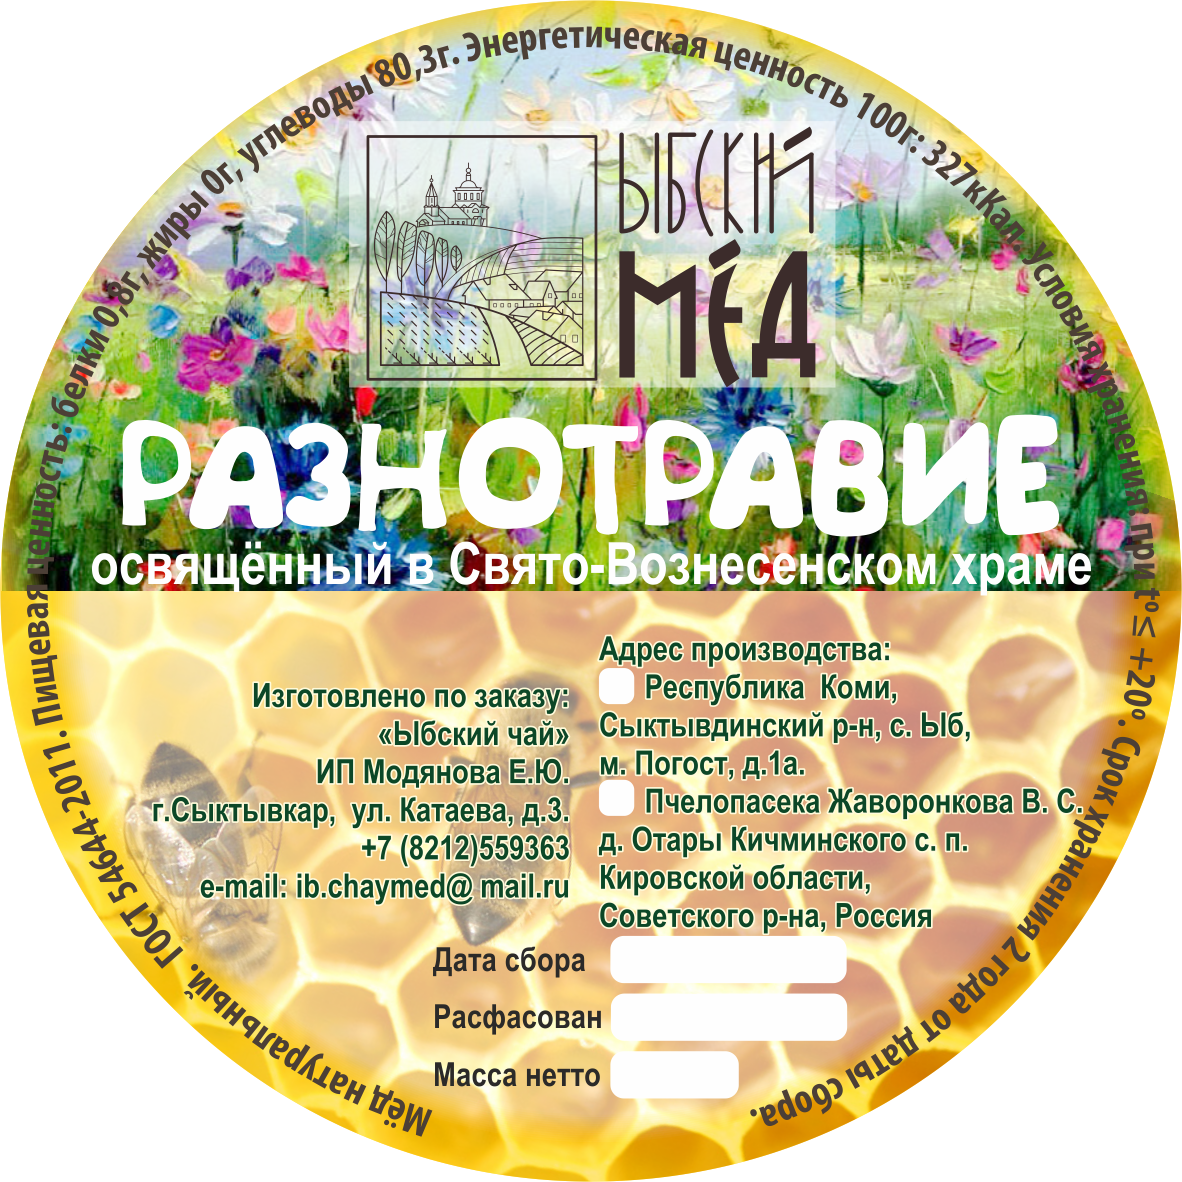 ЫБСКИЙ
МЁД
РАЗНОТРАВИЕ
освящённый в Свято-Вознесенском храме
Изготовлено по заказу:
«Ыбский чай»
ИП Модянова Е.Ю.
г.Сыктывкар, ул. Катаева, д.3.
+7 (8212)559363
e-mail: ib.chaymed@ mail.ru
Адрес производства:
Республика Коми,
Сыктывдинский р-н, с. Ыб,
м. Погост, д.1а.
Пчелопасека Жаворонкова В. С.
д. Отары Кичминского с. п.
Кировской области,
Советского р-на, Россия
Дата сбора
Расфасован
Масса нетто
Мёд натуральный. ГОСТ 54644-2011. Пищевая ценность: белки 0,8г, жиры 0г, углеводы 80,3г. Энергетическая ценность 100г: 327кКал. Условия хранения: при t°≤ +20°. Срок хранения 2 года от даты сбора.